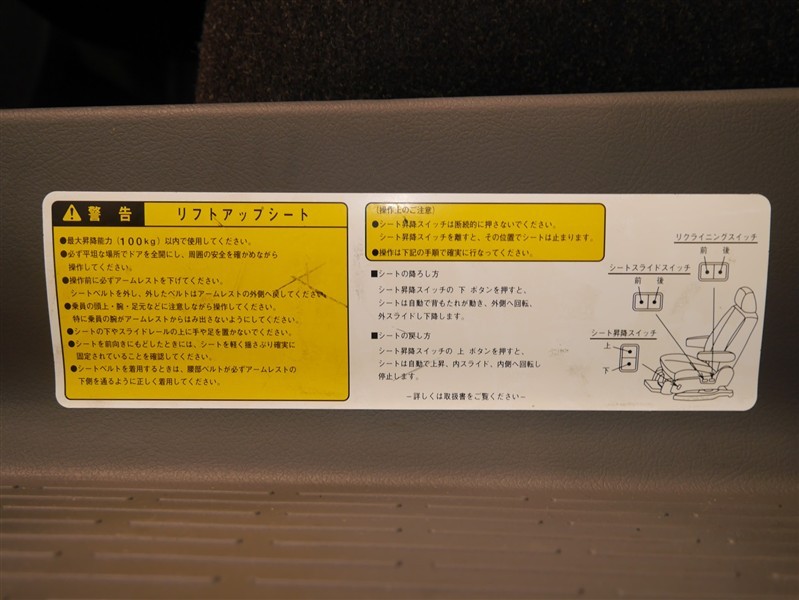 警告 リフトアップシート
●最大昇降能力(100kg)以内で使用してください。
●必ず平坦な場所でドアを全開にし、周囲の安全を確かめながら
操作してください。
●操作前に必ずアームレストを下げてください。
シートベルトを外し、外したベルトはアームレストの外側へ戻してください。
●乗員の頭上・腕・足元などに注意しながら操作してください。
特に乗員の腕がアームレストからはみ出さないようにしてください。
●シートの下やスライドレールの上に手や足を置かないでください。
●シートを前向きにもどしたときには、シートを軽く揺さぶり確実に
固定されていることを確認してください。
●シートベルトを着用するときは、腰部ベルトが必ずアームレストの
下側を通るように正しく着用してください。
(操作上のご注意)
●シート昇降スイッチは断続的に押さないでください。
シート昇降スイッチを離すと、その位置でシートは止まります。
●操作は下記の手順で確実に行なってください。
■シートの降ろし方
シート昇降スイッチの 下 ボタンを押すと、
シートは自動で背もたれが動き、外側へ回転、
外スライドし下降します。
■シートの戻し方
シート昇降スイッチの 上 ボタンを押すと、
シートは自動で上昇、内スライド、内側へ回転し
停止します。
−詳しくは取扱書をご覧ください−
リクライニングスイッチ
前 後
シートスライドスイッチ
前 後
シート昇降スイッチ
上
下